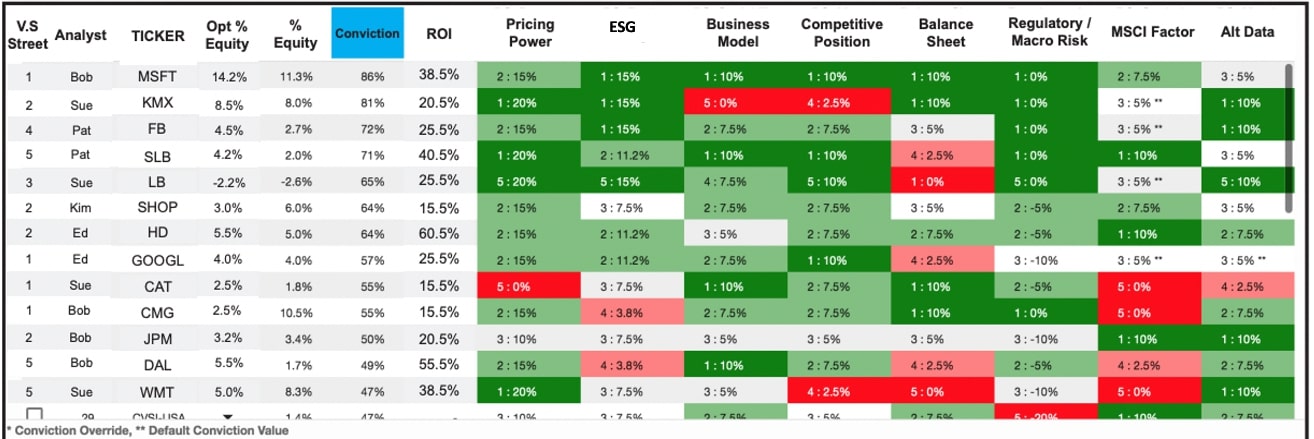 V.S Street Analyst TICKER Opt % Equity % Equity Conviction ROI Pricing Power ESG Business Model Competitive Position Balance Sheet Regulatory / Macro Risk MSCI Factor Alt Data
1 Bob MSFT 14.2% 11.3% 86% 38.5% 2 : 15% 1 : 15% 1 : 10% 1 : 10% 1 : 10% 1 : 0% 2 : 7.5% 3 : 5%
2 Sue KMX 8.5% 8.0% 81% 20.5% 1 : 20% 1 : 15% 5 : 0% 4 : 2.5% 1 : 10% 1 : 0% 3 : 5% ** 1 : 10%
4 Pat FB 4.5% 2.7% 72% 25.5% 2 : 15% 1 : 15% 2 : 7.5% 2 : 7.5% 3 : 5% 1 : 0% 3 : 5% ** 1 : 10%
5 Pat SLB 4.2% 2.0% 71% 40.5% 1 : 20% 2 : 11.2% 1 : 10% 1 : 10% 4 : 2.5% 1 : 0% 1 : 10% 3 : 5%
3 Sue LB -2.2% -2.6% 65% 25.5% 5 : 20% 5 : 15% 4 : 7.5% 5 : 10% 1 : 0% 5 : 0% 3 : 5% ** 5 : 10%
2 Kim SHOP 3.0% 6.0% 64% 15.5% 2 : 15% 3 : 7.5% 2 : 7.5% 2 : 7.5% 3 : 5% 2 : -5% 2 : 7.5% 3 : 5%
2 Ed HD 5.5% 5.0% 64% 60.5% 2 : 15% 2 : 11.2% 3 : 5% 2 : 7.5% 2 : 7.5% 2 : -5% 1 : 10% 2 : 7.5%
1 Ed GOOGL 4.0% 4.0% 57% 25.5% 2 : 15% 2 : 11.2% 2 : 7.5% 1 : 10% 4 : 2.5% 3 : -10% 3 : 5% ** 3 : 5% **
1 Sue CAT 2.5% 1.8% 55% 15.5% 5 : 0% 3 : 7.5% 1 : 10% 2 : 7.5% 1 : 10% 2 : -5% 5 : 0% 4 : 2.5%
1 Bob CMG 2.5% 10.5% 55% 15.5% 2 : 15% 4 : 3.8% 2 : 7.5% 2 : 7.5% 1 : 10% 1 : 0% 5 : 0% 2 : 7.5%
2 Bob JPM 3.2% 3.4% 50% 20.5% 3 : 10% 3 : 7.5% 3 : 5% 3 : 5% 3 : 5% 3 : -10% 1 : 10% 1 : 10%
5 Bob DAL 5.5% 1.7% 49% 55.5% 2 : 15% 4 : 3.8% 1 : 10% 2 : 7.5% 4 : 2.5% 2 : -5% 4 : 2.5% 2 : 7.5%
5 Sue WMT 5.0% 8.3% 47% 38.5% 1 : 20% 3 : 7.5% 3 : 5% 4 : 2.5% 5 : 0% 3 : -10% 5 : 0% 1 : 10%
29 CVSI-USA 1.4% 47% - 3 : 10% 3 : 7.5% 2 : 7.5% 3 : 5% 2 : 7.5% 5 : -20% 1 : 10% 2 : 7.5%
* Conviction Override, ** Default Conviction Value